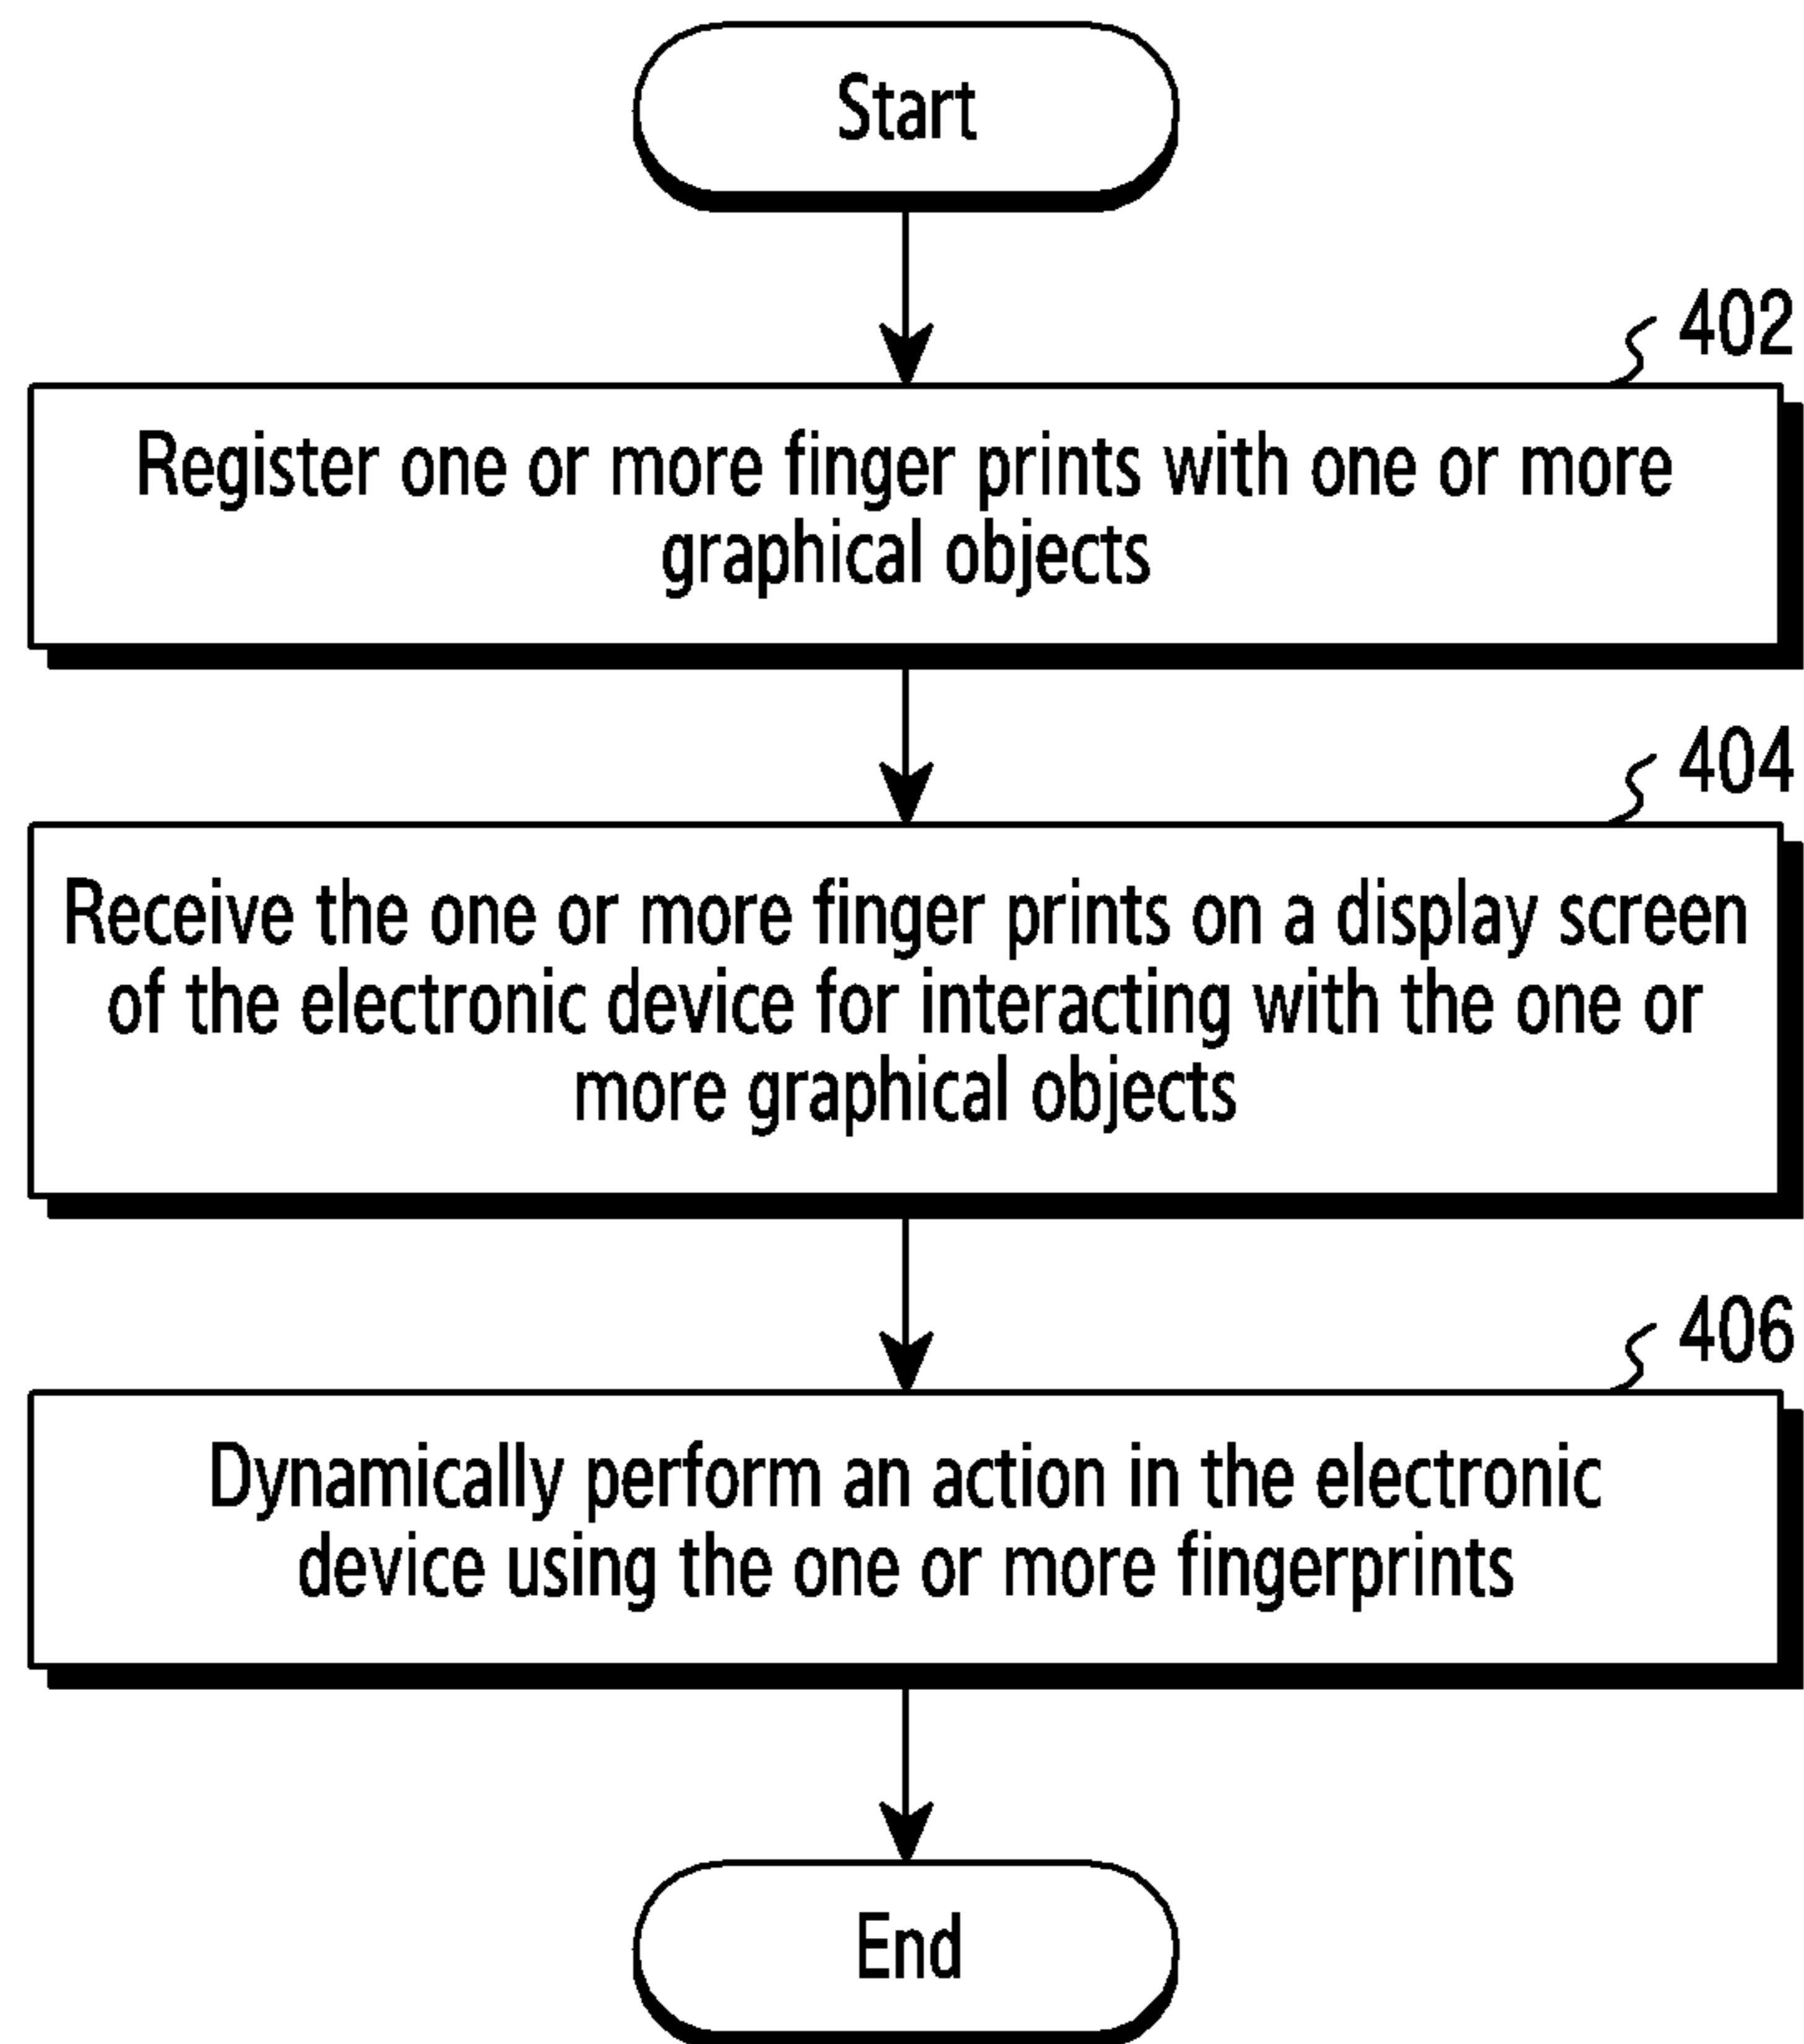 Start
402
Register one or more finger prints with one or more
graphical objects
404
Receive the one or more finger prints on a display screen
of the electronic device for interacting with the one or
more graphical objects
406
Dynamically perform an action in the electronic
device using the one or more fingerprints
End